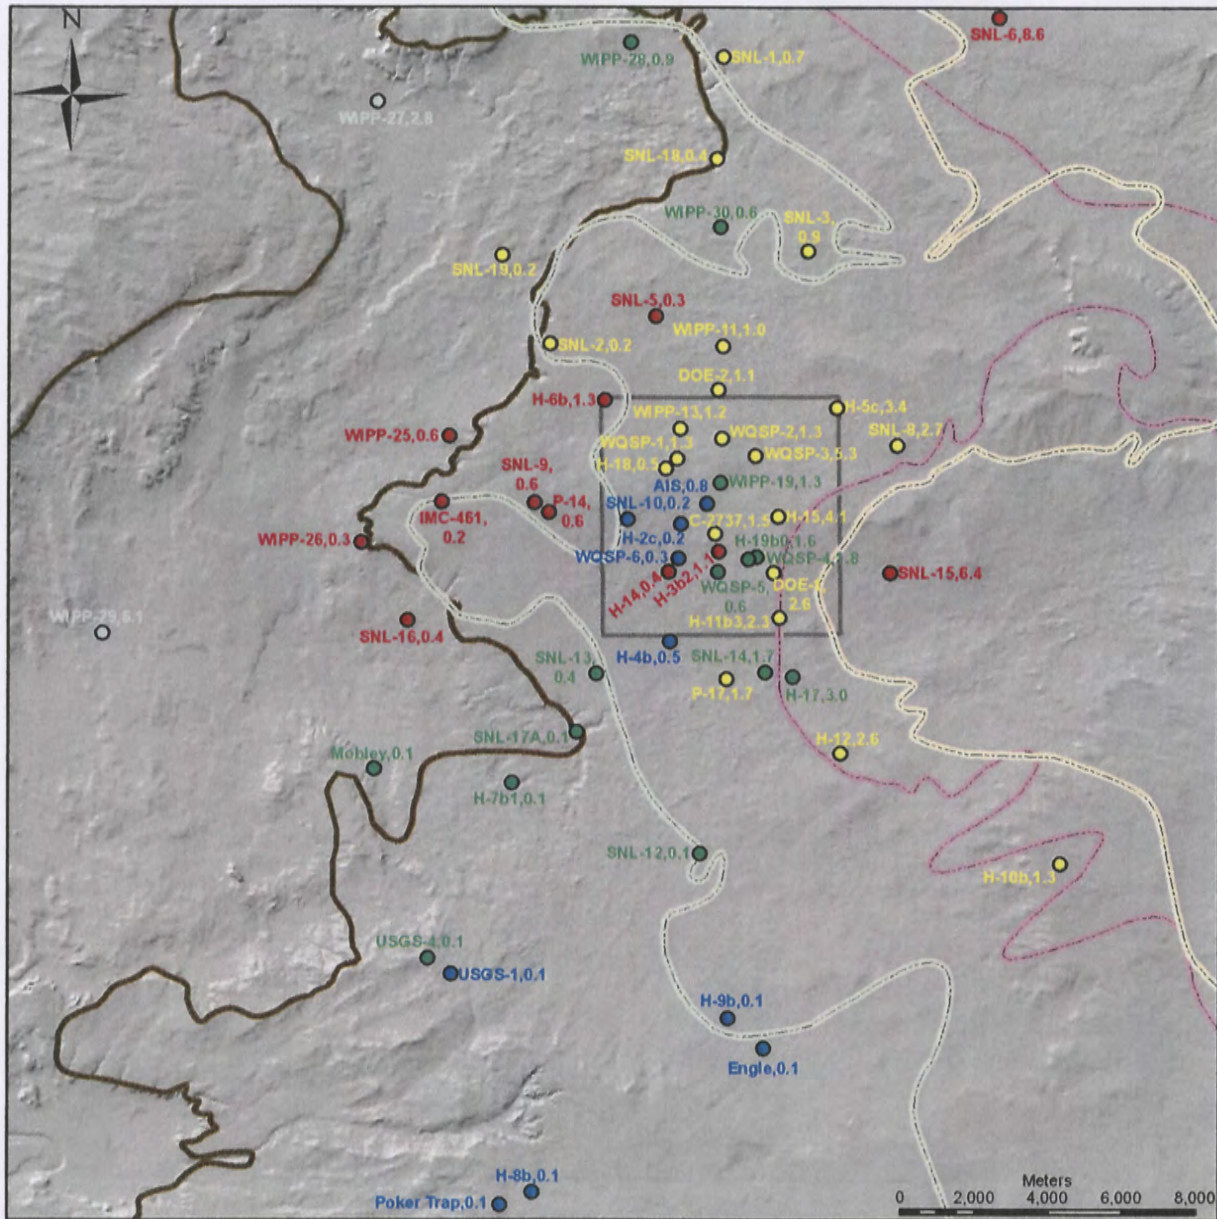 N
SNL-6,8.6
WIPP-28,0.9
SNL-1,0.7
WIPP-27,2.8
SNL-18,0.4
WIPP-30,0.6
SNL-3,
0.9
SNL-19,0.2
SNL-5,0.3
WIPP-11,1.0
SNL-2,0.2
DOE-2,1.1
H-6b,1.3
H-5c,3.4
WIPP-13,1.2
WIPP-25,0.6
WQSP-2,1.3
SNL-8,2.7
WQSP-1,1.3
WQSP-3,5.3
H-18,0.5
SNL-9,
0.6
AIS,0.8
WIPP-19,1.3
P-14,
0.6
SNL-10,0.2
IMC-461,
0.2
C-2737,1.5
H-15,4.1
H-2c,0.2
WIPP-26,0.3
H-19b0,1.6
WQSP-6,0.3
WQSP-4,1.8
H-14,0.4
H-3b2,1.1
SNL-15,6.4
WQSP-5,
0.6
DOE-1,
2.6
H-11b3,2.3
WIPP-29,6.1
SNL-16,0.4
H-4b,0.5
SNL-13,
0.4
SNL-14,1.7
P-17,1.7
H-17,3.0
SNL-17A,0.1
Mobley,0.1
H-12,2.6
H-7b1,0.1
SNL-12,0.1
H-10b,1.3
USGS-4,0.1
USGS-1,0.1
H-9b,0.1
Engle,0.1
H-8b,0.1
Poker Trap,0.1
Meters
0 2,000 4,000 6,000 8,000